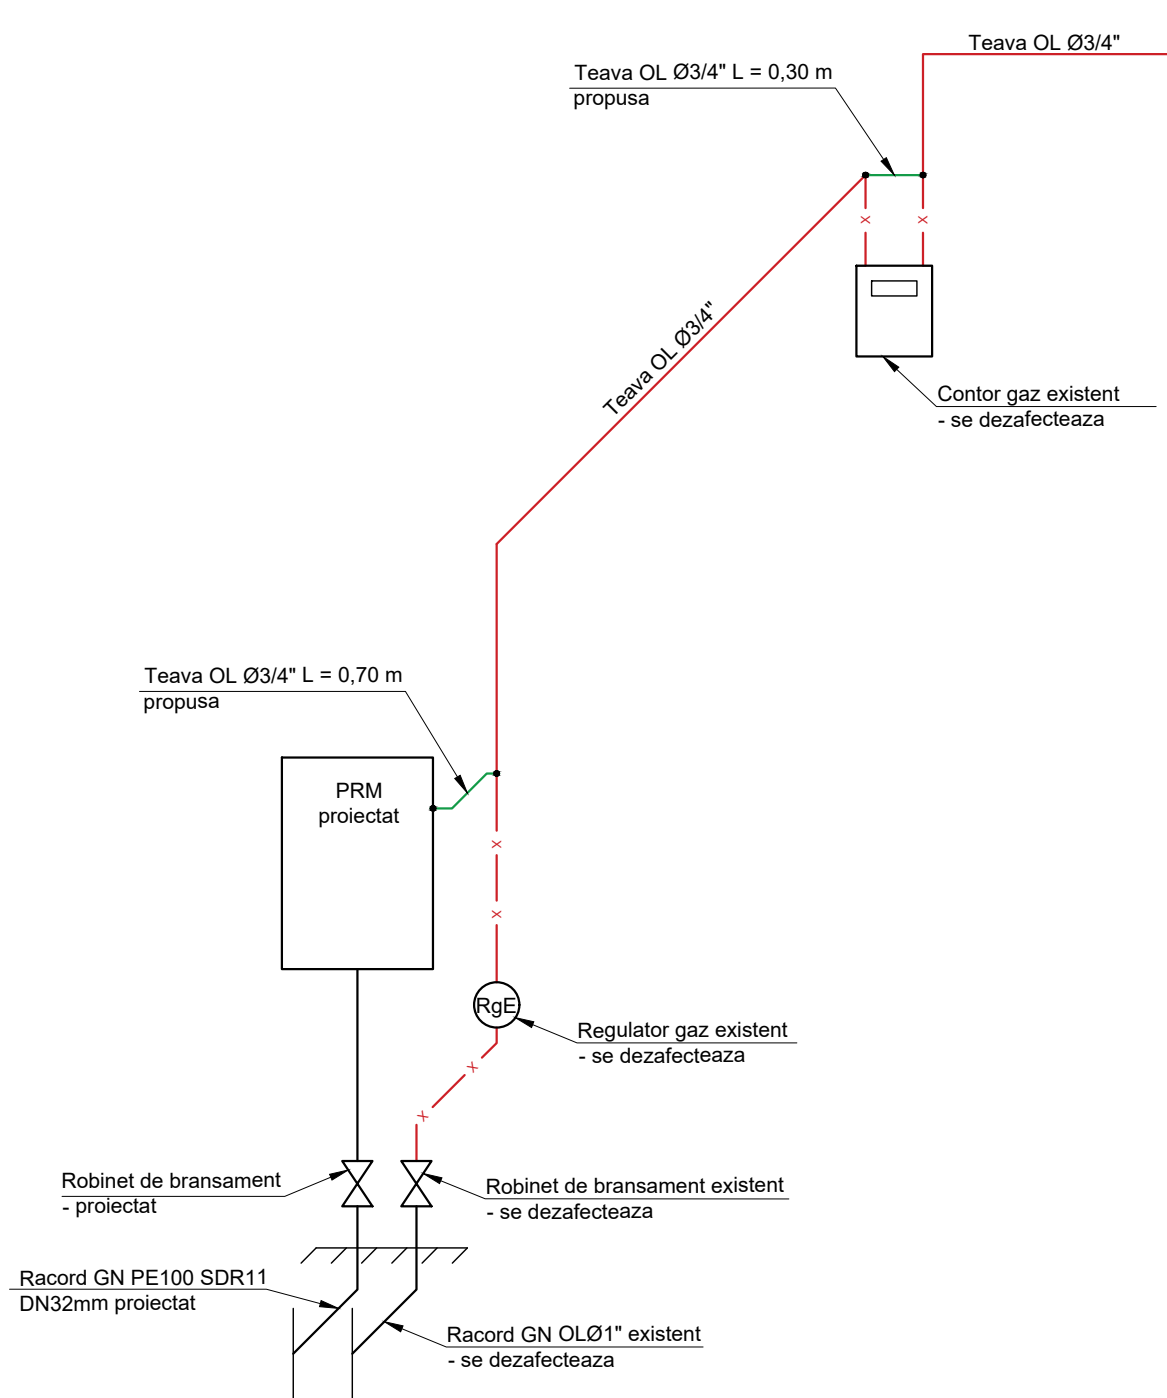 Teava OL Ø3/4"
Teava OL Ø3/4" L = 0,30 m
propusa
x
x
Teava OL Ø3/4"
Contor gaz existent
- se dezafecteaza
Teava OL Ø3/4" L = 0,70 m
propusa
PRM
proiectat
x
x
RgE
Regulator gaz existent
- se dezafecteaza
x
x
Robinet de bransament
- proiectat
Robinet de bransament existent
- se dezafecteaza
Racord GN PE100 SDR11
DN32mm proiectat
Racord GN OLØ1" existent
- se dezafecteaza